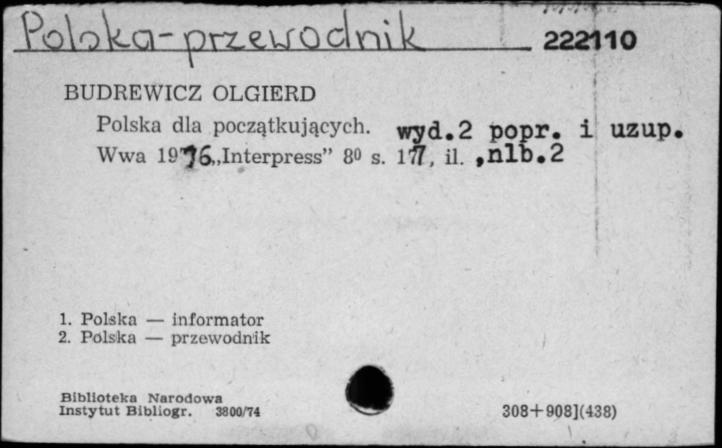 Polska-przewodnik 222110
BUDREWICZ OLGIERD
Polska dla początkujących. wyd.2 popr. i uzup.
Wwa 1976 „Interpress” 8⁰ s. 177, il. ,nlb.2
1. Polska — informator
2. Polska — przewodnik
Biblioteka Narodowa
Instytut Bibliogr. 3800/74
308+908](438)